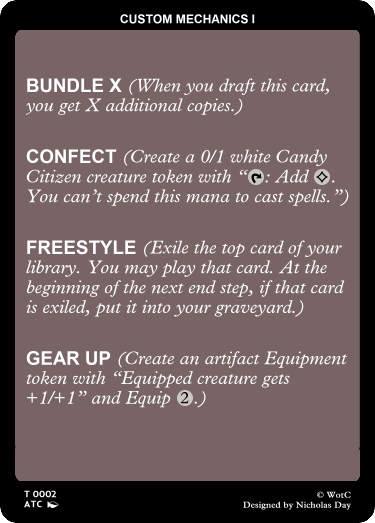 CUSTOM MECHANICS I
BUNDLE X (When you draft this card,
you get X additional copies.)
CONFECT (Create a 0/1 white Candy
Citizen creature token with “: Add .
You can’t spend this mana to cast spells.”)
FREESTYLE (Exile the top card of your
library. You may play that card. At the
beginning of the next end step, if that card
is exiled, put it into your graveyard.)
GEAR UP (Create an artifact Equipment
token with “Equipped creature gets
+1/+1” and Equip 2.)
T 0002
ATC
© WotC
Designed by Nicholas Day